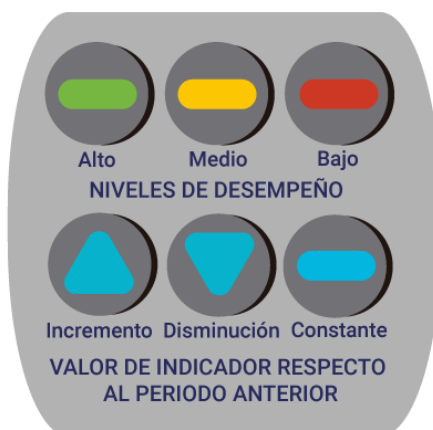 Alto Medio Bajo
NIVELES DE DESEMPEÑO
Incremento Disminución Constante
VALOR DE INDICADOR RESPECTO
AL PERIODO ANTERIOR